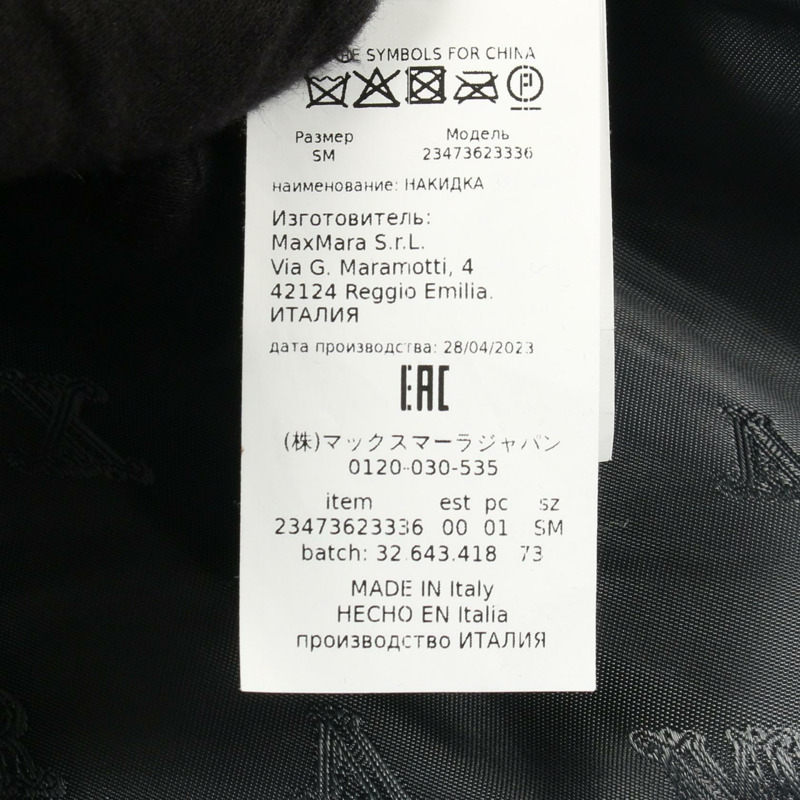 SYMBOLS FOR CHINA
P
Размер Модель
SM 23473623336
наименование: НАКИДКА
Изготовитель:
MaxMara S.r.L.
Via G. Maramotti, 4
42124 Reggio Emilia.
ИТАЛИЯ
дата производства: 28/04/2023
EAC
(株)マックスマーラジャパン
0120-030-535
item est pc sz
23473623336 00 01 SM
batch: 32.643.418 73
MADE IN Italy
HECHO EN Italia
производство ИТАЛИЯ